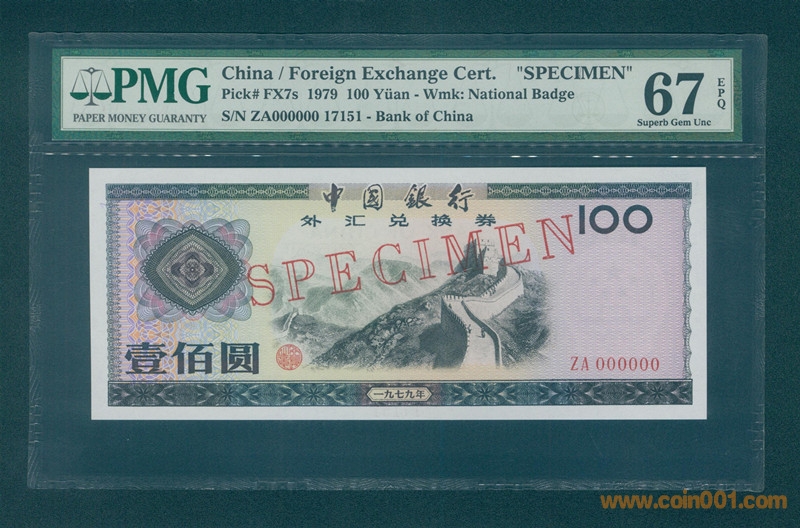 PMG
PAPER MONEY GUARANTY
China / Foreign Exchange Cert. "SPECIMEN"
Pick# FX7s 1979 100 Yüan - Wmk: National Badge
S/N ZA000000 17151 - Bank of China
67 EPQ
Superb Gem Unc
中国银行
外汇兑换券
100
SPECIMEN
壹佰圆
ZA 000000
一九七九年
www.coin001.com